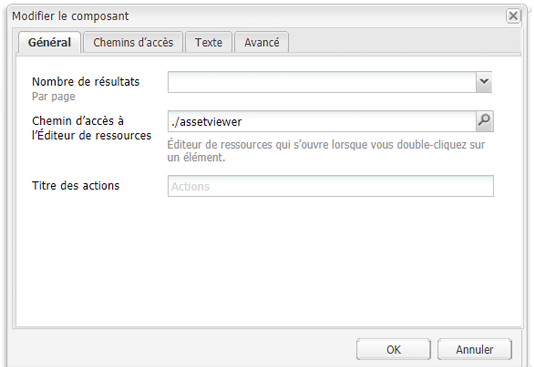 Modifier le composant
Général Chemins d'accès Texte Avancé
Nombre de résultats
Par page
Chemin d'accès à
l'Éditeur de ressources
./assetviewer
Éditeur de ressources qui s'ouvre lorsque vous double-cliquez sur
un élément.
Titre des actions
Actions
OK Annuler